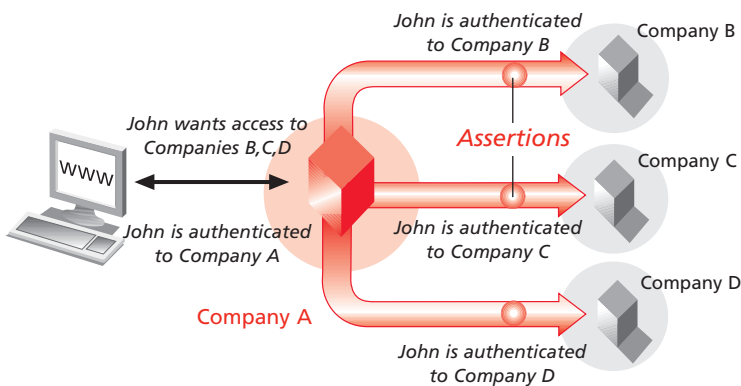 John is authenticated
to Company B
Company B
John wants access to
Companies B,C,D
WWW
Assertions
Company C
John is authenticated
to Company A
John is authenticated
to Company C
Company A
Company D
John is authenticated
to Company D